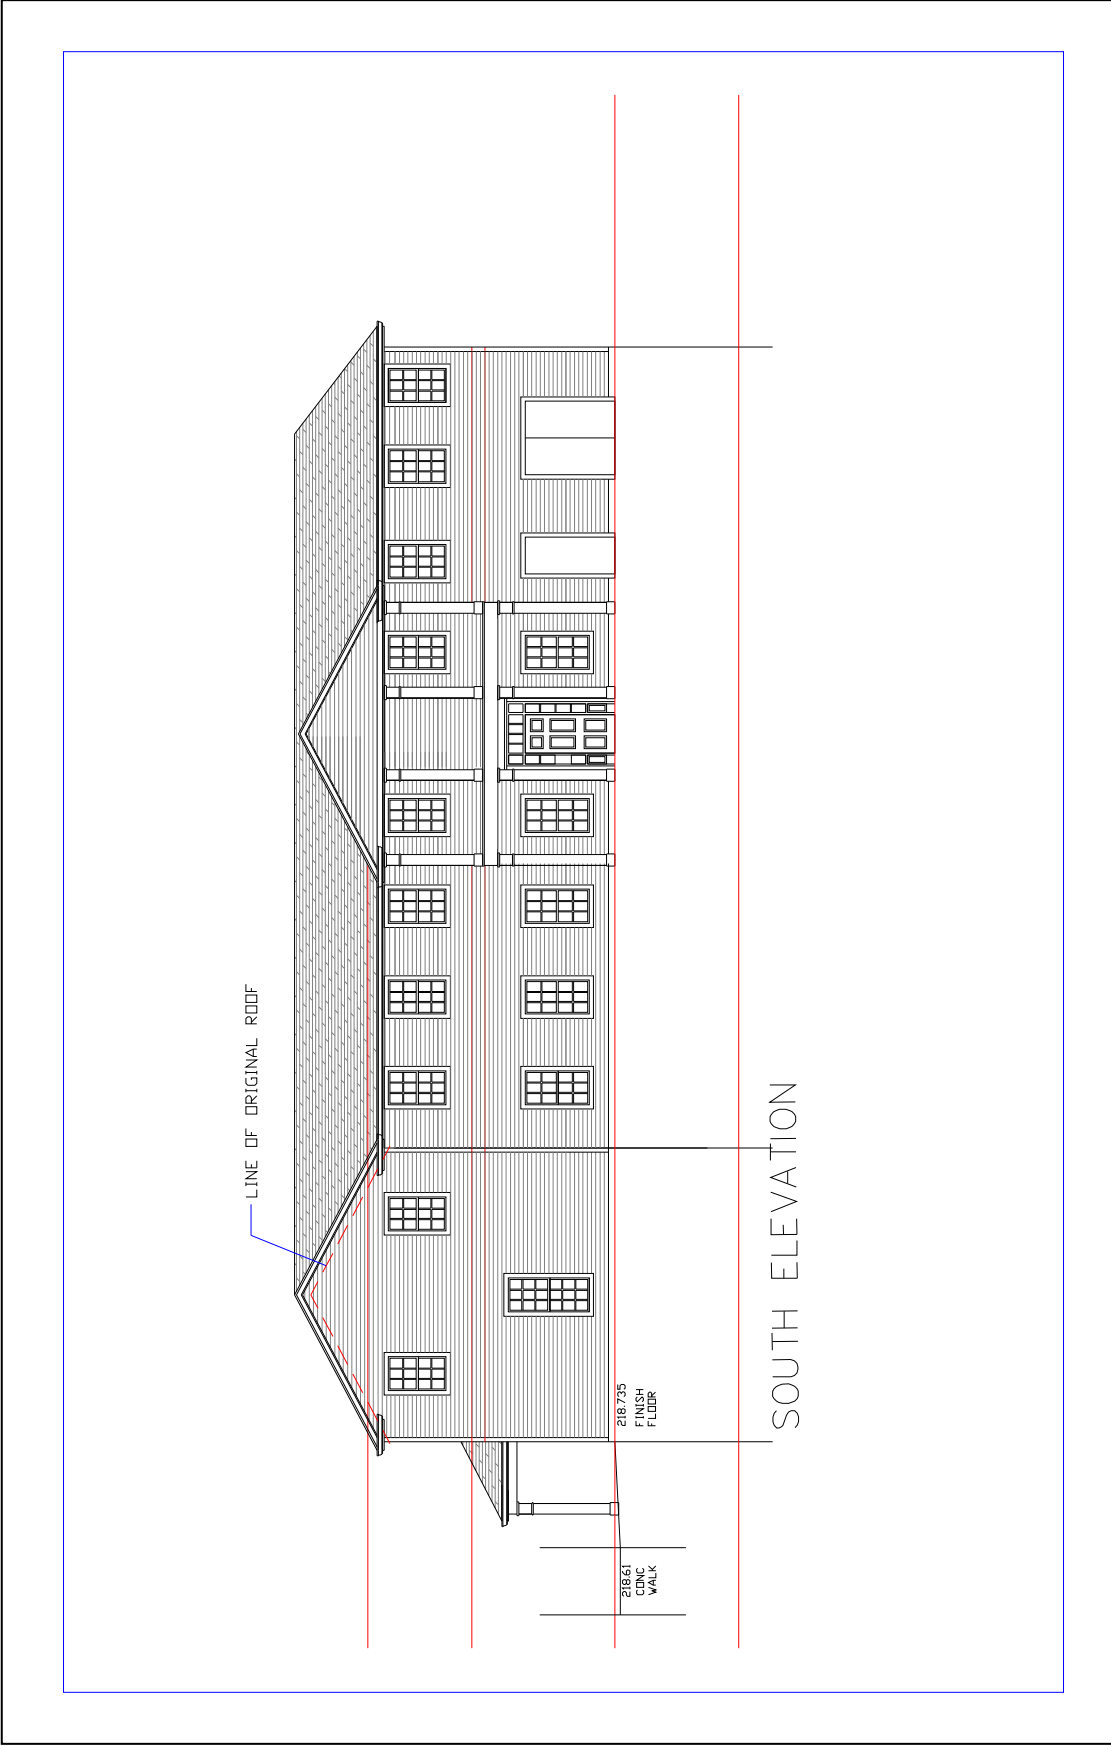 LINE OF ORIGINAL ROOF
218.61
CONC
WALK
218.735
FINISH
FLOOR
SOUTH ELEVATION